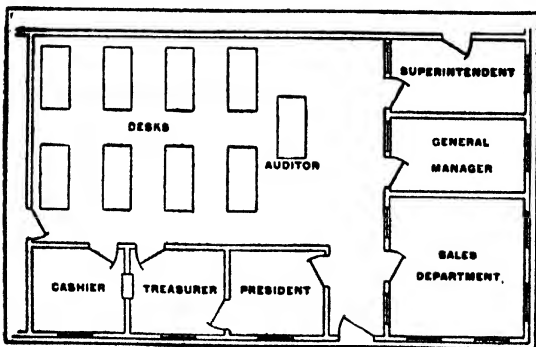 SUPERINTENDENT
DESKS
GENERAL
MANAGER
AUDITOR
SALES
DEPARTMENT
CASHIER
TREASURER
PRESIDENT